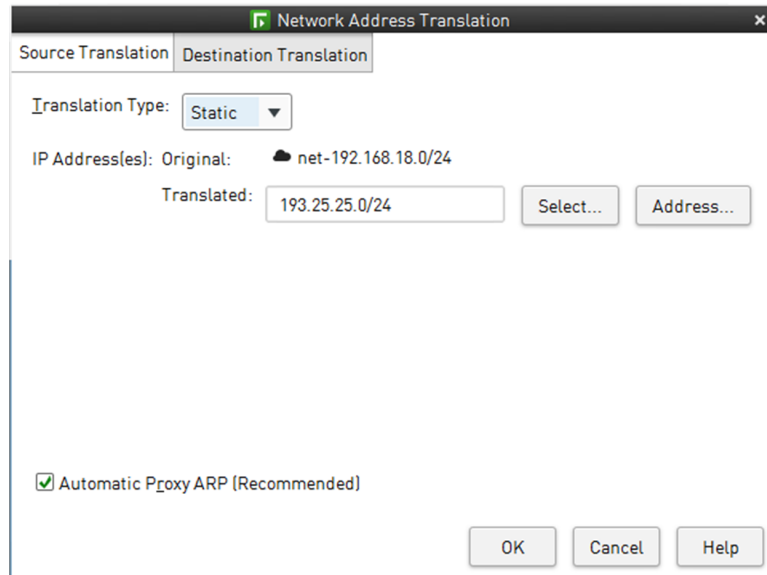 Network Address Translation
Source Translation Destination Translation
Translation Type: Static
IP Address(es): Original: net-192.168.18.0/24
Translated: 193.25.25.0/24 Select... Address...
Automatic Proxy ARP (Recommended)
OK Cancel Help